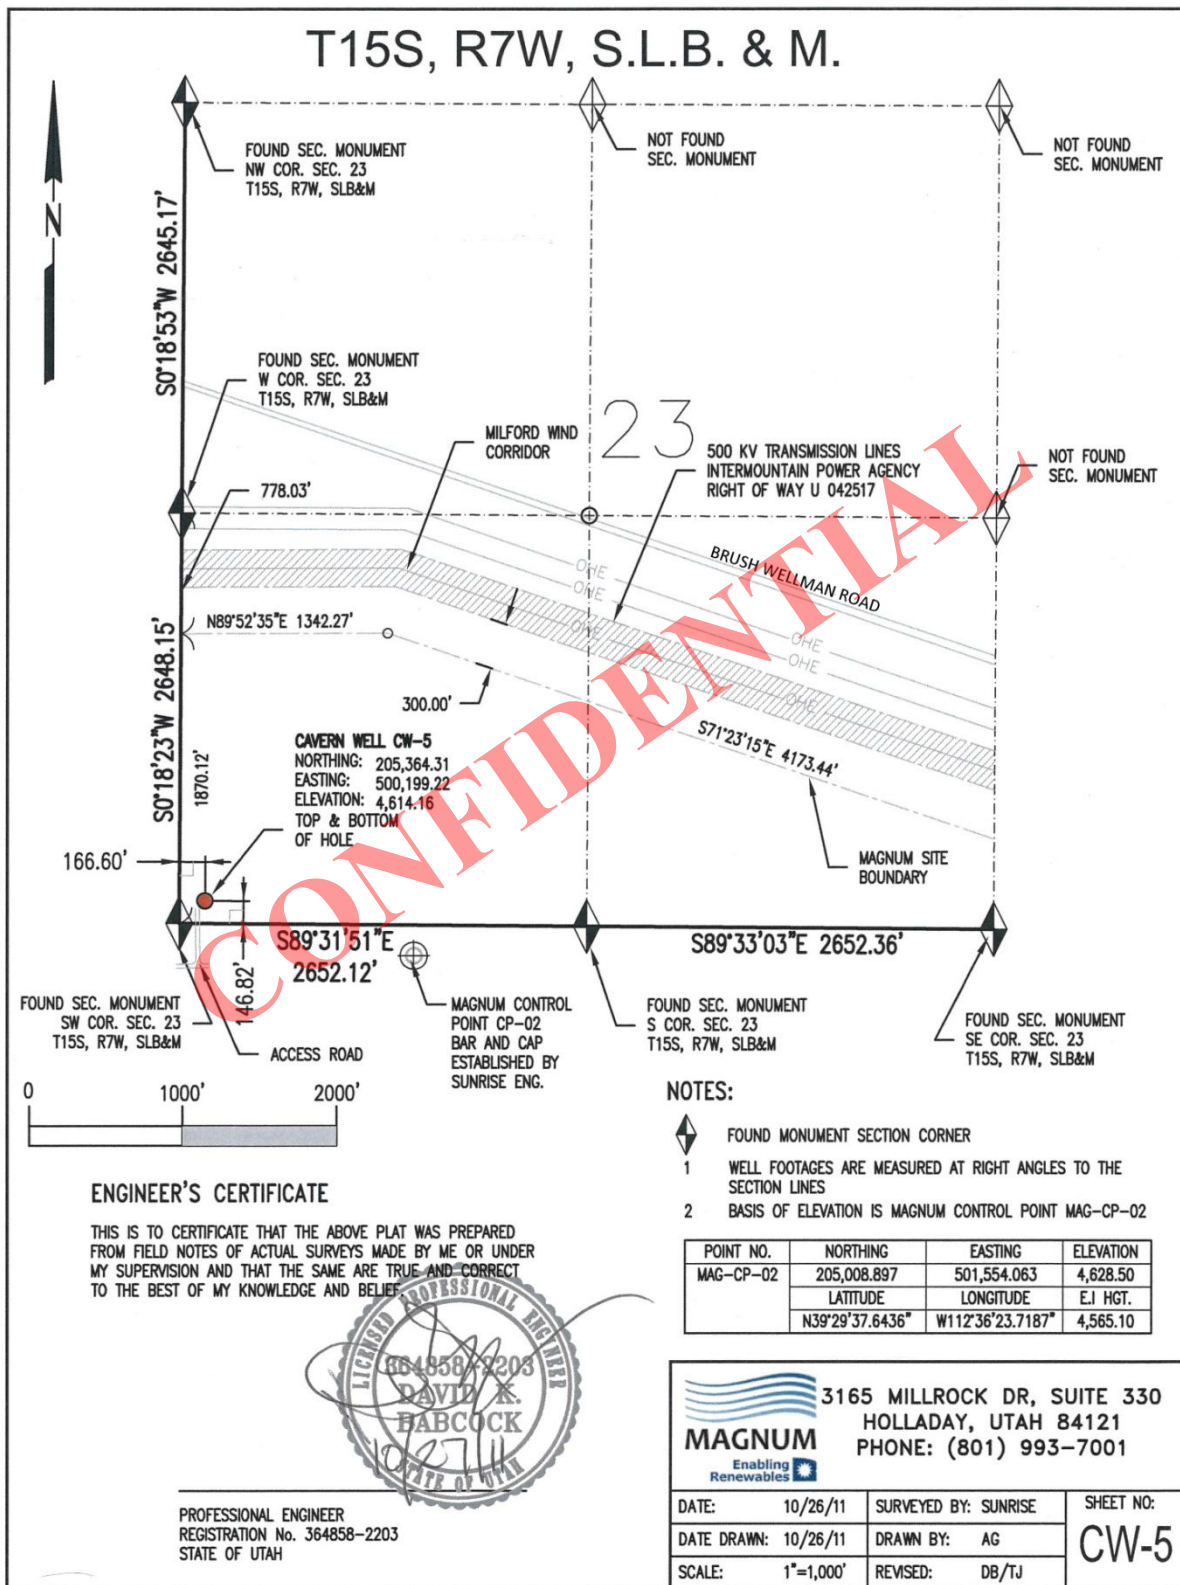 T15S, R7W, S.L.B. & M.
FOUND SEC. MONUMENT
NW COR. SEC. 23
T15S, R7W, SLB&M
NOT FOUND
SEC. MONUMENT
NOT FOUND
SEC. MONUMENT
N
S0°18'53"W 2645.17'
FOUND SEC. MONUMENT
W COR. SEC. 23
T15S, R7W, SLB&M
MILFORD WIND
CORRIDOR
23
500 KV TRANSMISSION LINES
INTERMOUNTAIN POWER AGENCY
RIGHT OF WAY U 042517
NOT FOUND
SEC. MONUMENT
778.03'
BRUSH WELLMAN ROAD
OHE
OHE
OHE
OHE
OHE
OHE
N89°52'35"E 1342.27'
300.00'
S71°23'15"E 4173.44'
S0°18'23"W 2648.15'
1870.12'
CAVERN WELL CW-5
NORTHING: 205,364.31
EASTING: 500,199.22
ELEVATION: 4,614.16
TOP & BOTTOM
OF HOLE
166.60'
MAGNUM SITE
BOUNDARY
CONFIDENTIAL
S89°31'51"E
2652.12'
S89°33'03"E 2652.36'
146.82'
FOUND SEC. MONUMENT
SW COR. SEC. 23
T15S, R7W, SLB&M
ACCESS ROAD
MAGNUM CONTROL
POINT CP-02
BAR AND CAP
ESTABLISHED BY
SUNRISE ENG.
FOUND SEC. MONUMENT
S COR. SEC. 23
T15S, R7W, SLB&M
FOUND SEC. MONUMENT
SE COR. SEC. 23
T15S, R7W, SLB&M
0 1000' 2000'
NOTES:
FOUND MONUMENT SECTION CORNER
1 WELL FOOTAGES ARE MEASURED AT RIGHT ANGLES TO THE
SECTION LINES
2 BASIS OF ELEVATION IS MAGNUM CONTROL POINT MAG-CP-02
POINT NO. NORTHING EASTING ELEVATION
MAG-CP-02 205,008.897 501,554.063 4,628.50
LATITUDE LONGITUDE E.I HGT.
N39°29'37.6436" W112°36'23.7187" 4,565.10
ENGINEER'S CERTIFICATE
THIS IS TO CERTIFICATE THAT THE ABOVE PLAT WAS PREPARED
FROM FIELD NOTES OF ACTUAL SURVEYS MADE BY ME OR UNDER
MY SUPERVISION AND THAT THE SAME ARE TRUE AND CORRECT
TO THE BEST OF MY KNOWLEDGE AND BELIEF.
LICENSED PROFESSIONAL ENGINEER
364858-2203
DAVID K.
BABCOCK
10/27/11
STATE OF UTAH
PROFESSIONAL ENGINEER
REGISTRATION No. 364858-2203
STATE OF UTAH
MAGNUM
Enabling
Renewables
3165 MILLROCK DR, SUITE 330
HOLLADAY, UTAH 84121
PHONE: (801) 993-7001
DATE: 10/26/11 SURVEYED BY: SUNRISE SHEET NO:
DATE DRAWN: 10/26/11 DRAWN BY: AG CW-5
SCALE: 1"=1,000' REVISED: DB/TJ